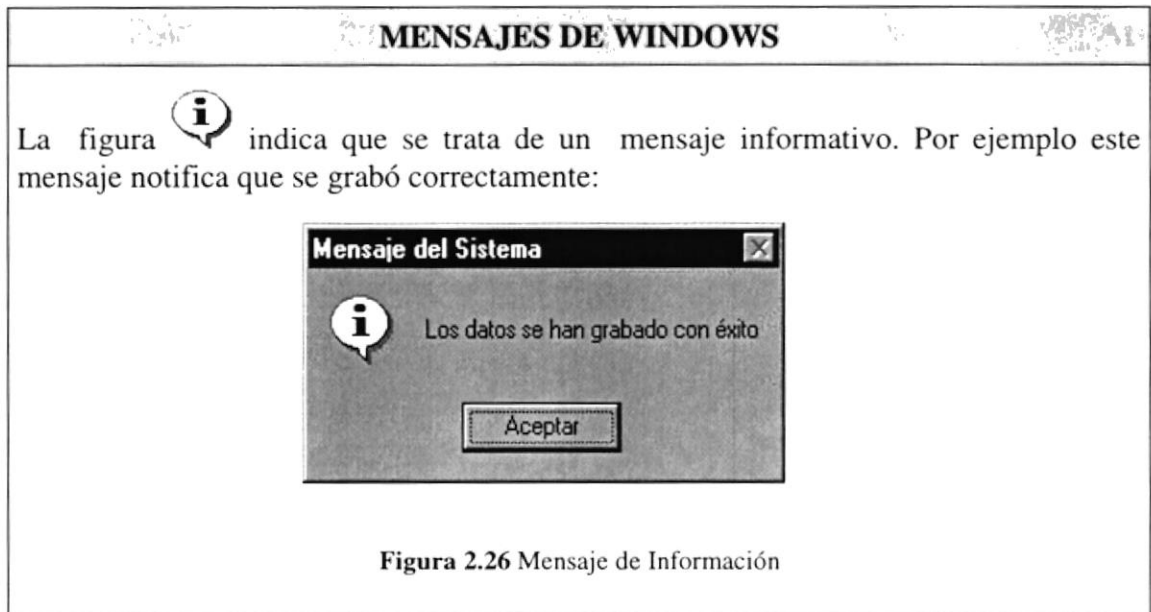 MENSAJES DE WINDOWS
La figura i indica que se trata de un mensaje informativo. Por ejemplo este
mensaje notifica que se grabó correctamente:
Mensaje del Sistema
i Los datos se han grabado con éxito
Aceptar
Figura 2.26 Mensaje de Información